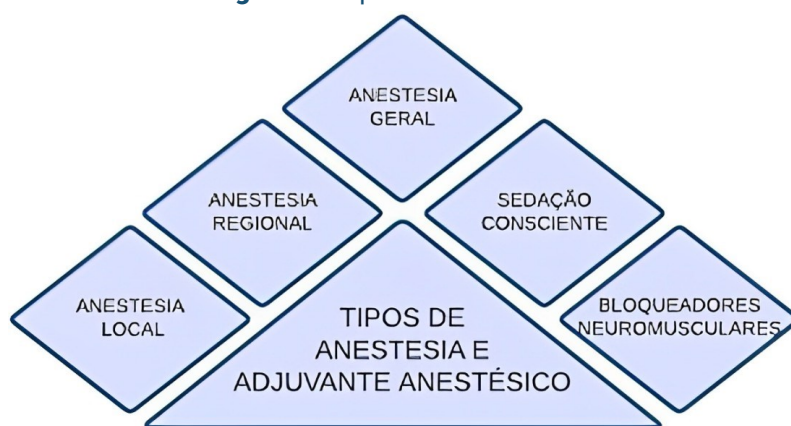 ANESTESIA
GERAL
ANESTESIA
REGIONAL
SEDAÇÃO
CONSCIENTE
ANESTESIA
LOCAL
TIPOS DE
ANESTESIA E
ADJUVANTE ANESTÉSICO
BLOQUEADORES
NEUROMUSCULARES